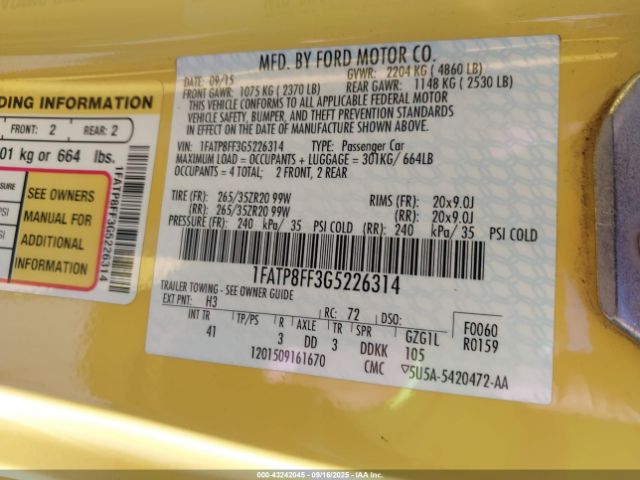 DING INFORMATION
FRONT: 2 REAR: 2
01 kg or 664 lbs.
SURE
PSI
PSI
SEE OWNERS
MANUAL FOR
ADDITIONAL
INFORMATION
1FATP8FF3G5226314
MFD. BY FORD MOTOR CO.
DATE: 09/15 GVWR: 2204 KG ( 4860 LB)
FRONT GAWR: 1075 KG ( 2370 LB) REAR GAWR: 1148 KG ( 2530 LB)
THIS VEHICLE CONFORMS TO ALL APPLICABLE FEDERAL MOTOR
VEHICLE SAFETY, BUMPER, AND THEFT PREVENTION STANDARDS
IN EFFECT ON THE DATE OF MANUFACTURE SHOWN ABOVE.
VIN: 1FATP8FF3G5226314 TYPE: Passenger Car
MAXIMUM LOAD = OCCUPANTS + LUGGAGE = 301KG/ 664LB
OCCUPANTS = 4 TOTAL; 2 FRONT, 2 REAR
TIRE (FR): 265/35ZR20 99W RIMS (FR): 20x9.0J
(RR): 265/35ZR20 99W (RR): 20x9.0J
PRESSURE (FR): 240 kPa/ 35 PSI COLD (RR): 240 kPa/ 35 PSI COLD
1FATP8FF3G5226314
TRAILER TOWING - SEE OWNER GUIDE
EXT PNT: H3 RC: 72 DSO:
INT TR TP/PS R AXLE TR SPR GZG1L F0060
41 3 DD 3 DDKK 105 R0159
1201509161670 CMC ▽5U5A-5420472-AA
000-43242045 (09/16/2025) IAA